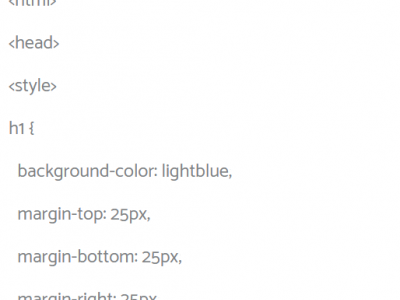 <html>
<head>
<style>
h1 {
background-color: lightblue,
margin-top: 25px,
margin-bottom: 25px,
margin-right: 25px